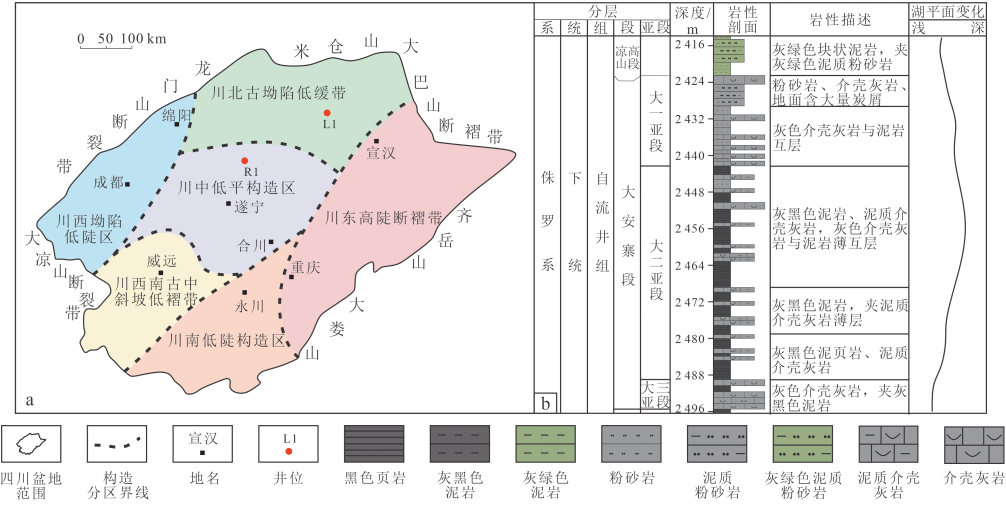 0 50 100 km
米仓山
大巴山
断褶带
龙门山
断裂带
川北古坳陷低缓带
绵阳
L1
宣汉
成都
R1
川中低平构造区
遂宁
川西坳陷
低陡区
川东高陡断褶带
合川
威远
川西南古中
斜坡低褶带
重庆
永川
川南低陡构造区
大凉山断裂带
齐岳山
大娄山
a
分层
系
统
组
段
亚段
深度/
m
岩性
剖面
岩性描述
湖平面变化
浅 深
侏罗系
下统
自流井组
凉高
山段
大安寨段
大一亚段
大二亚段
大三
亚段
2 416
2 424
2 432
2 440
2 448
2 456
2 464
2 472
2 480
2 488
2 496
灰绿色块状泥岩，夹
灰绿色泥质粉砂岩
粉砂岩、介壳灰岩、
地面含大量炭屑
灰色介壳灰岩与泥岩
互层
灰黑色泥岩、泥质介
壳灰岩，灰色介壳灰
岩与泥岩薄互层
灰黑色泥岩，夹泥质
介壳灰岩薄层
灰黑色泥页岩、泥质
介壳灰岩
灰色介壳灰岩，夹灰
黑色泥岩
b
宣汉
L1
四川盆地
范围
构造
分区界线
地名
井位
黑色页岩
灰黑色
泥岩
灰绿色
泥岩
粉砂岩
泥质
粉砂岩
灰绿色泥质
粉砂岩
泥质介壳
灰岩
介壳灰岩